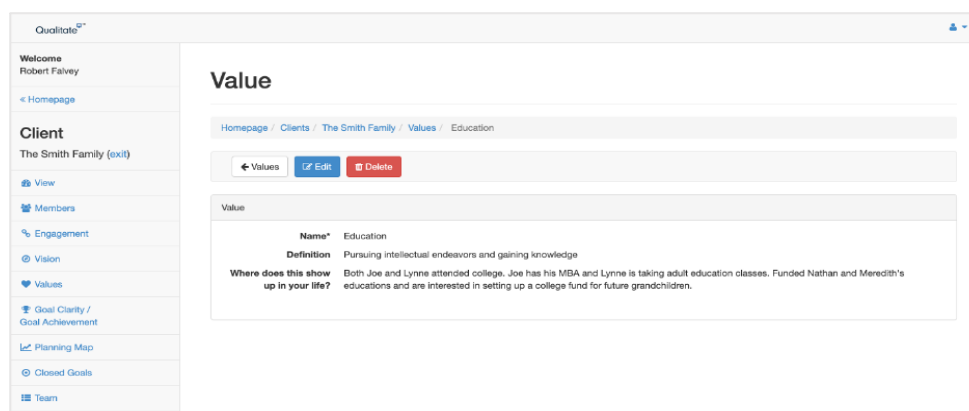 Qualitate
Welcome
Robert Falvey
« Homepage
Client
The Smith Family (exit)
View
Members
Engagement
Vision
Values
Goal Clarity /
Goal Achievement
Planning Map
Closed Goals
Team
Value
Homepage / Clients / The Smith Family / Values / Education
← Values Edit Delete
Value
Name* Education
Definition Pursuing intellectual endeavors and gaining knowledge
Where does this show Both Joe and Lynne attended college. Joe has his MBA and Lynne is taking adult education classes. Funded Nathan and Meredith's
up in your life? educations and are interested in setting up a college fund for future grandchildren.